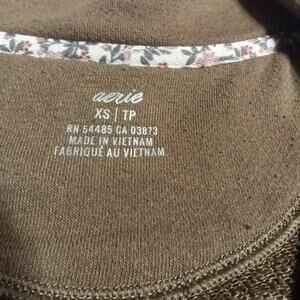 aerie
XS | TP
RN 54485 CA 03873
MADE IN VIETNAM
FABRIQUÉ AU VIETNAM